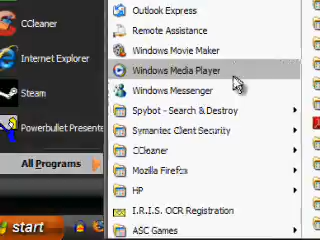 CCleaner
Internet Explorer
Steam
Powerbullet Presente
All Programs
start
Outlook Express
Remote Assistance
Windows Movie Maker
Windows Media Player
Windows Messenger
Spybot - Search & Destroy
Symantec Client Security
CCleaner
Mozilla Firefox
HP
I.R.I.S. OCR Registration
ASC Games